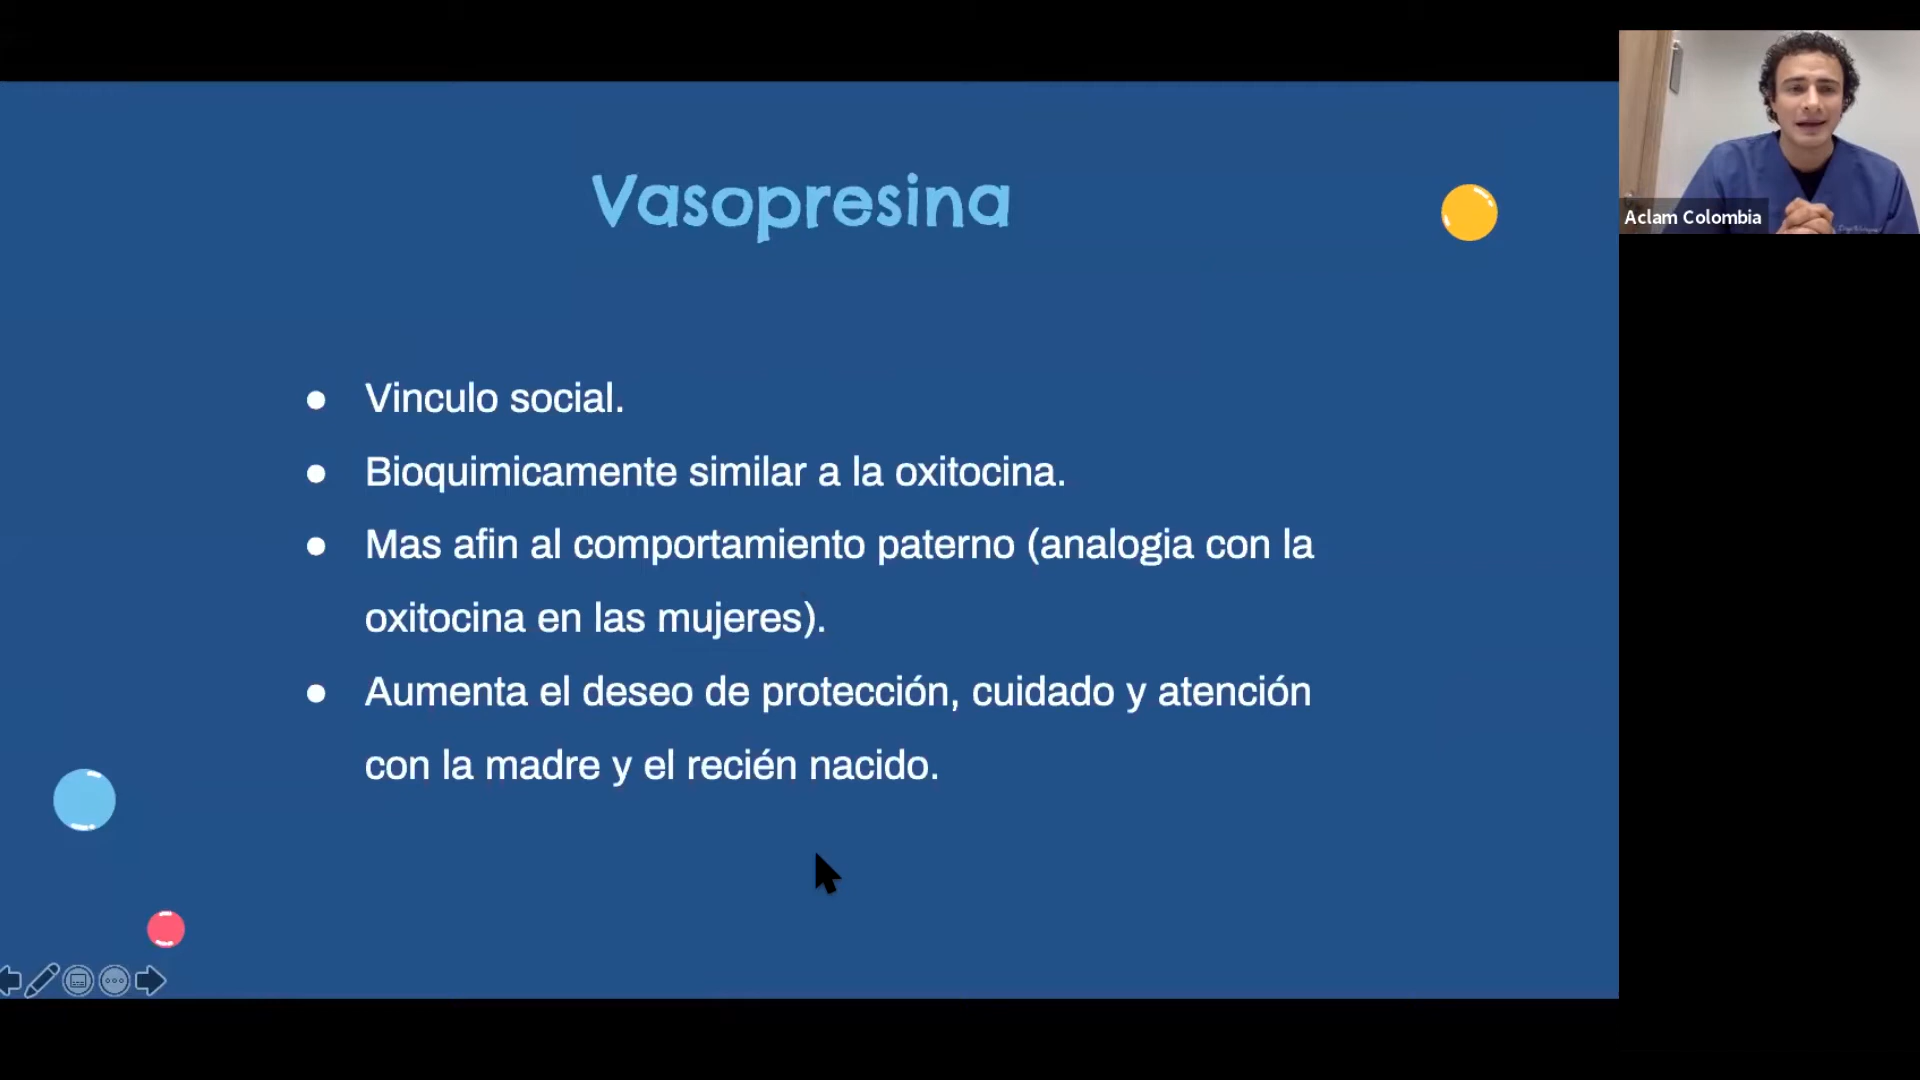 Vasopresina
Aclam Colombia
● Vinculo social.
● Bioquimicamente similar a la oxitocina.
● Mas afin al comportamiento paterno (analogia con la
oxitocina en las mujeres).
● Aumenta el deseo de protección, cuidado y atención
con la madre y el recién nacido.